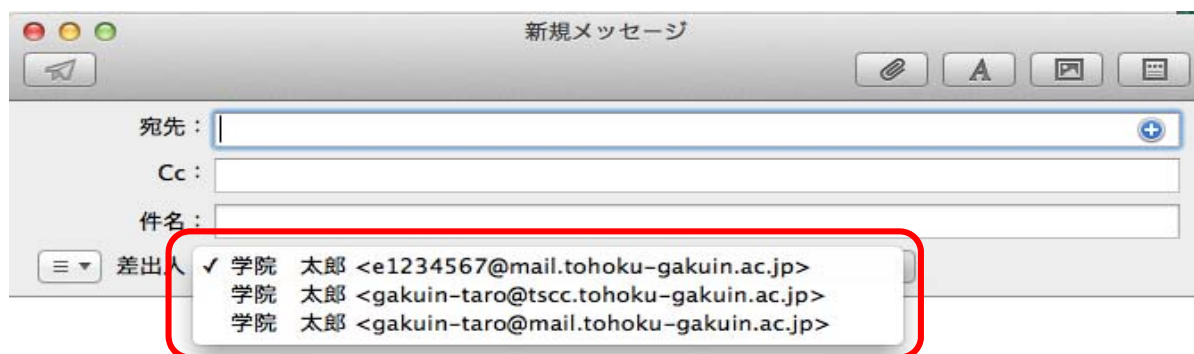 新規メッセージ
宛先：
Cc：
件名：
差出人 ✓ 学院　太郎 <e1234567@mail.tohoku-gakuin.ac.jp>
学院　太郎 <gakuin-taro@tscc.tohoku-gakuin.ac.jp>
学院　太郎 <gakuin-taro@mail.tohoku-gakuin.ac.jp>